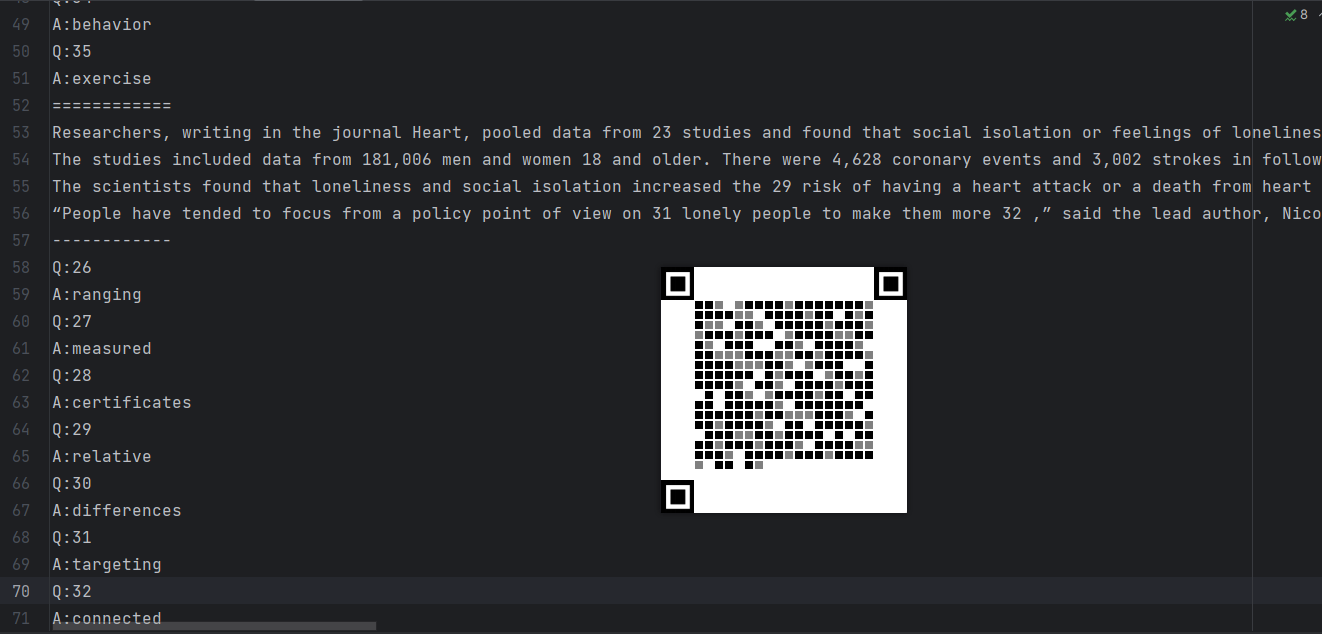 49 A:behavior
50 Q:35
51 A:exercise
52 ============
53 Researchers, writing in the journal Heart, pooled data from 23 studies and found that social isolation or feelings of lonelines
54 The studies included data from 181,006 men and women 18 and older. There were 4,628 coronary events and 3,002 strokes in follow
55 The scientists found that loneliness and social isolation increased the 29 risk of having a heart attack or a death from heart
56 “People have tended to focus from a policy point of view on 31 lonely people to make them more 32 ,” said the lead author, Nico
57 ------------
58 Q:26
59 A:ranging
60 Q:27
61 A:measured
62 Q:28
63 A:certificates
64 Q:29
65 A:relative
66 Q:30
67 A:differences
68 Q:31
69 A:targeting
70 Q:32
71 A:connected
8